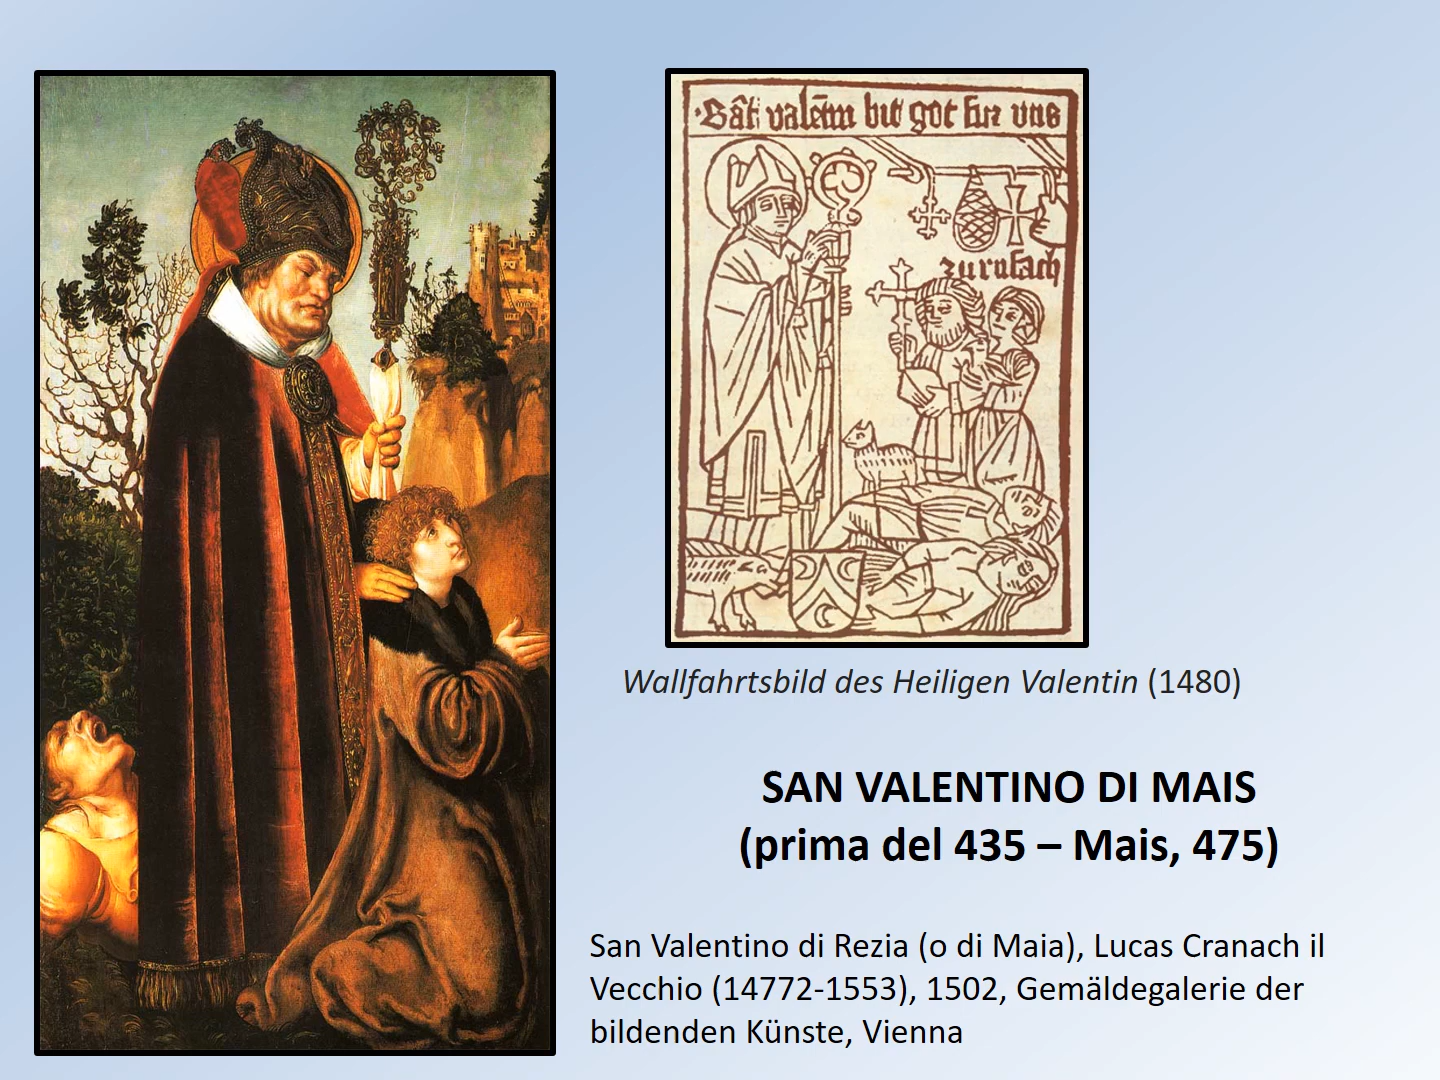 ·Sāt valētin bit got fur uns
zu rufach
Wallfahrtsbild des Heiligen Valentin (1480)
SAN VALENTINO DI MAIS
(prima del 435 – Mais, 475)
San Valentino di Rezia (o di Maia), Lucas Cranach il
Vecchio (14772-1553), 1502, Gemäldegalerie der
bildenden Künste, Vienna